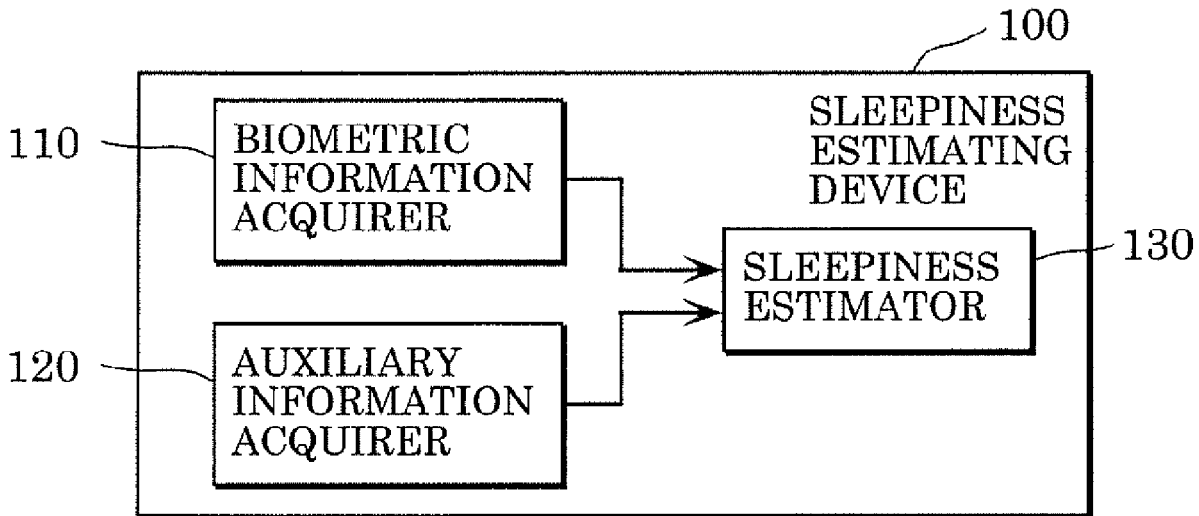 100
SLEEPINESS
ESTIMATING
DEVICE
110
BIOMETRIC
INFORMATION
ACQUIRER
130
SLEEPINESS
ESTIMATOR
120
AUXILIARY
INFORMATION
ACQUIRER